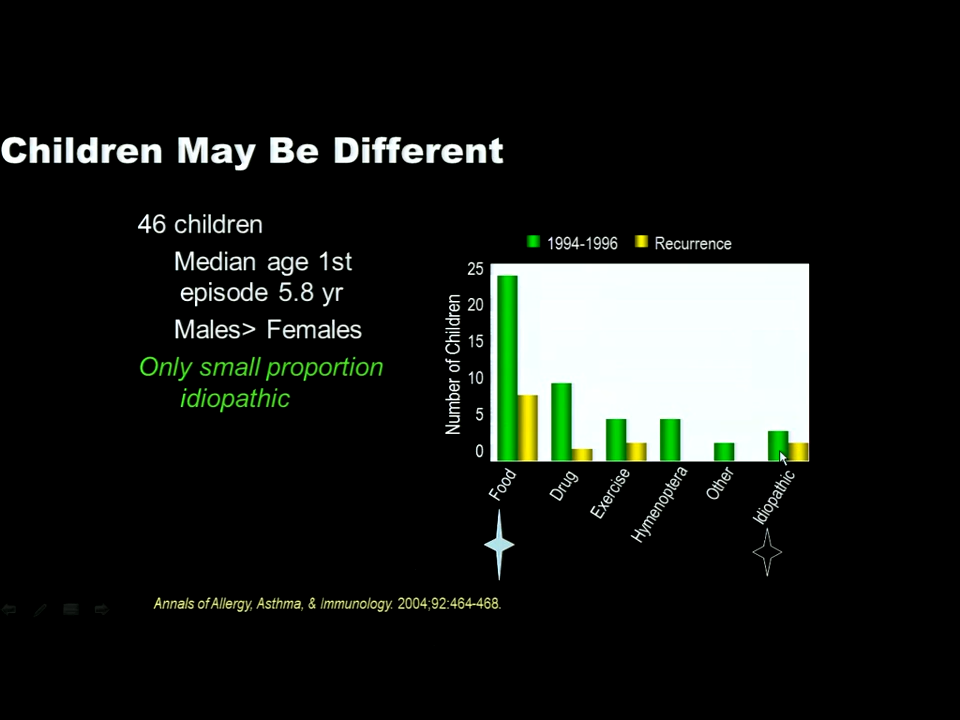 Children May Be Different
46 children
Median age 1st
episode 5.8 yr
Males> Females
Only small proportion
idiopathic
1994-1996
Recurrence
Number of Children
25
20
15
10
5
0
Food
Drug
Exercise
Hymenoptera
Other
Idiopathic
Annals of Allergy, Asthma, & Immunology. 2004;92:464-468.